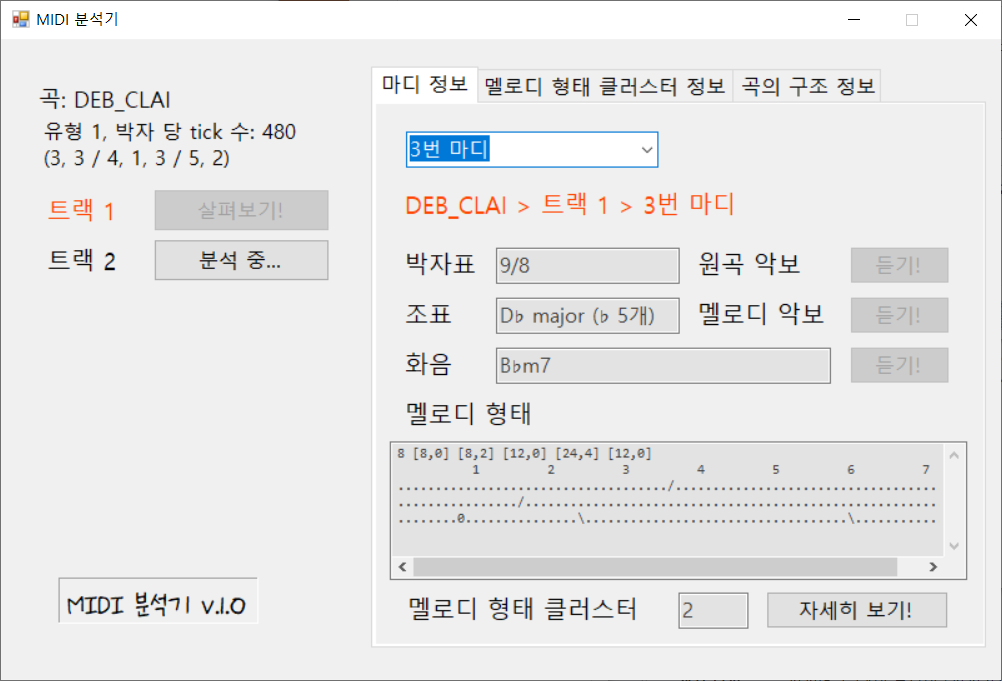 MIDI 분석기
곡: DEB_CLAI
유형 1, 박자 당 tick 수: 480
(3, 3 / 4, 1, 3 / 5, 2)
트랙 1 살펴보기!
트랙 2 분석 중...
MIDI 분석기 v.1.0
마디 정보 멜로디 형태 클러스터 정보 곡의 구조 정보
3번 마디
DEB_CLAI > 트랙 1 > 3번 마디
박자표 9/8 원곡 악보 듣기!
조표 D♭ major (♭ 5개) 멜로디 악보 듣기!
화음 B♭m7 듣기!
멜로디 형태
8 [8,0] [8,2] [12,0] [24,4] [12,0]
1 2 3 4 5 6 7
..................................../...................................
................/.......................................................
........0...............\...................................\...........
멜로디 형태 클러스터 2 자세히 보기!